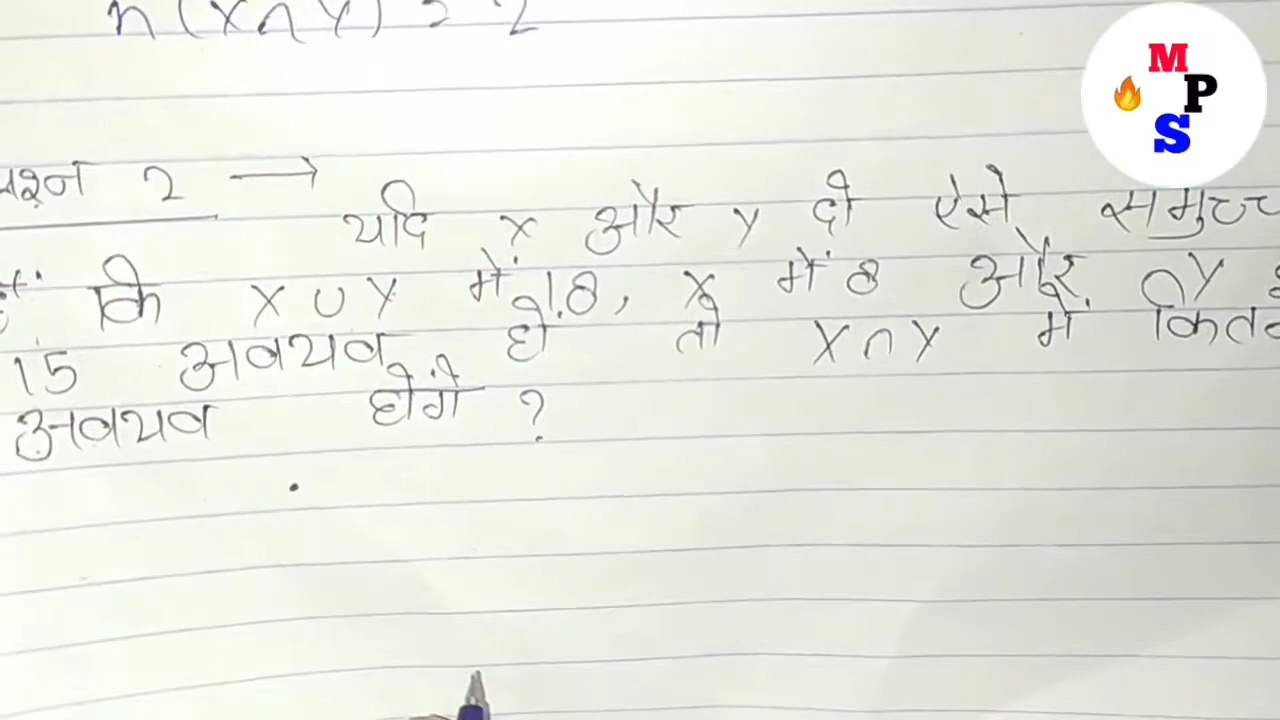 n(X∩Y) = 2
M
P
S
प्रश्न 2 →
यदि X और Y दो ऐसे समुच्च
हैं कि X ∪ Y में 18, X में 8 और ∩Y
15 अवयव हो तो X ∩ Y में कित
अवयव होंगे ?